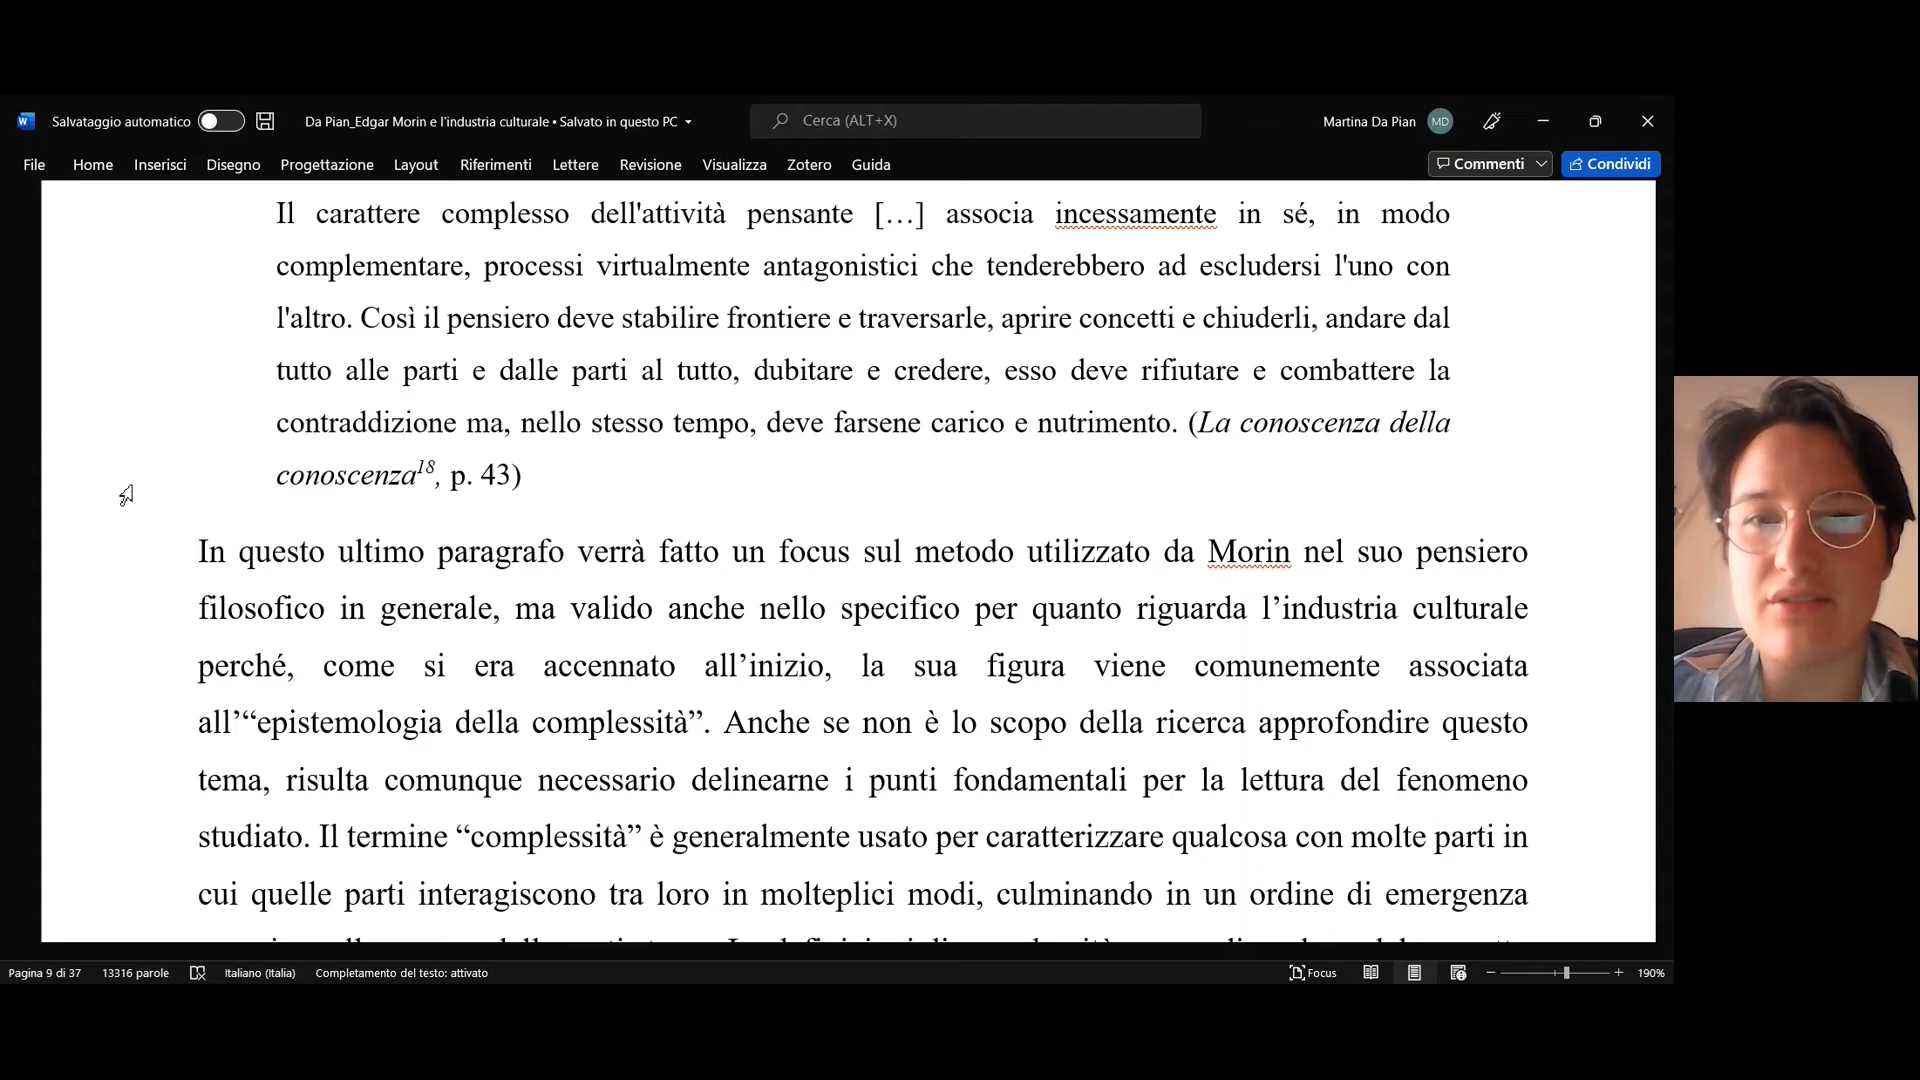 Salvataggio automatico
Da Pian_Edgar Morin e l'industria culturale • Salvato in questo PC
Cerca (ALT+X)
Martina Da Pian
MD
File Home Inserisci Disegno Progettazione Layout Riferimenti Lettere Revisione Visualizza Zotero Guida
Commenti
Condividi
Il carattere complesso dell'attività pensante […] associa incessamente in sé, in modo
complementare, processi virtualmente antagonistici che tenderebbero ad escludersi l'uno con
l'altro. Così il pensiero deve stabilire frontiere e traversarle, aprire concetti e chiuderli, andare dal
tutto alle parti e dalle parti al tutto, dubitare e credere, esso deve rifiutare e combattere la
contraddizione ma, nello stesso tempo, deve farsene carico e nutrimento. (La conoscenza della
conoscenza18, p. 43)
In questo ultimo paragrafo verrà fatto un focus sul metodo utilizzato da Morin nel suo pensiero
filosofico in generale, ma valido anche nello specifico per quanto riguarda l’industria culturale
perché, come si era accennato all’inizio, la sua figura viene comunemente associata
all’“epistemologia della complessità”. Anche se non è lo scopo della ricerca approfondire questo
tema, risulta comunque necessario delinearne i punti fondamentali per la lettura del fenomeno
studiato. Il termine “complessità” è generalmente usato per caratterizzare qualcosa con molte parti in
cui quelle parti interagiscono tra loro in molteplici modi, culminando in un ordine di emergenza
Pagina 9 di 37
13316 parole
Italiano (Italia)
Completamento del testo: attivato
Focus
190%